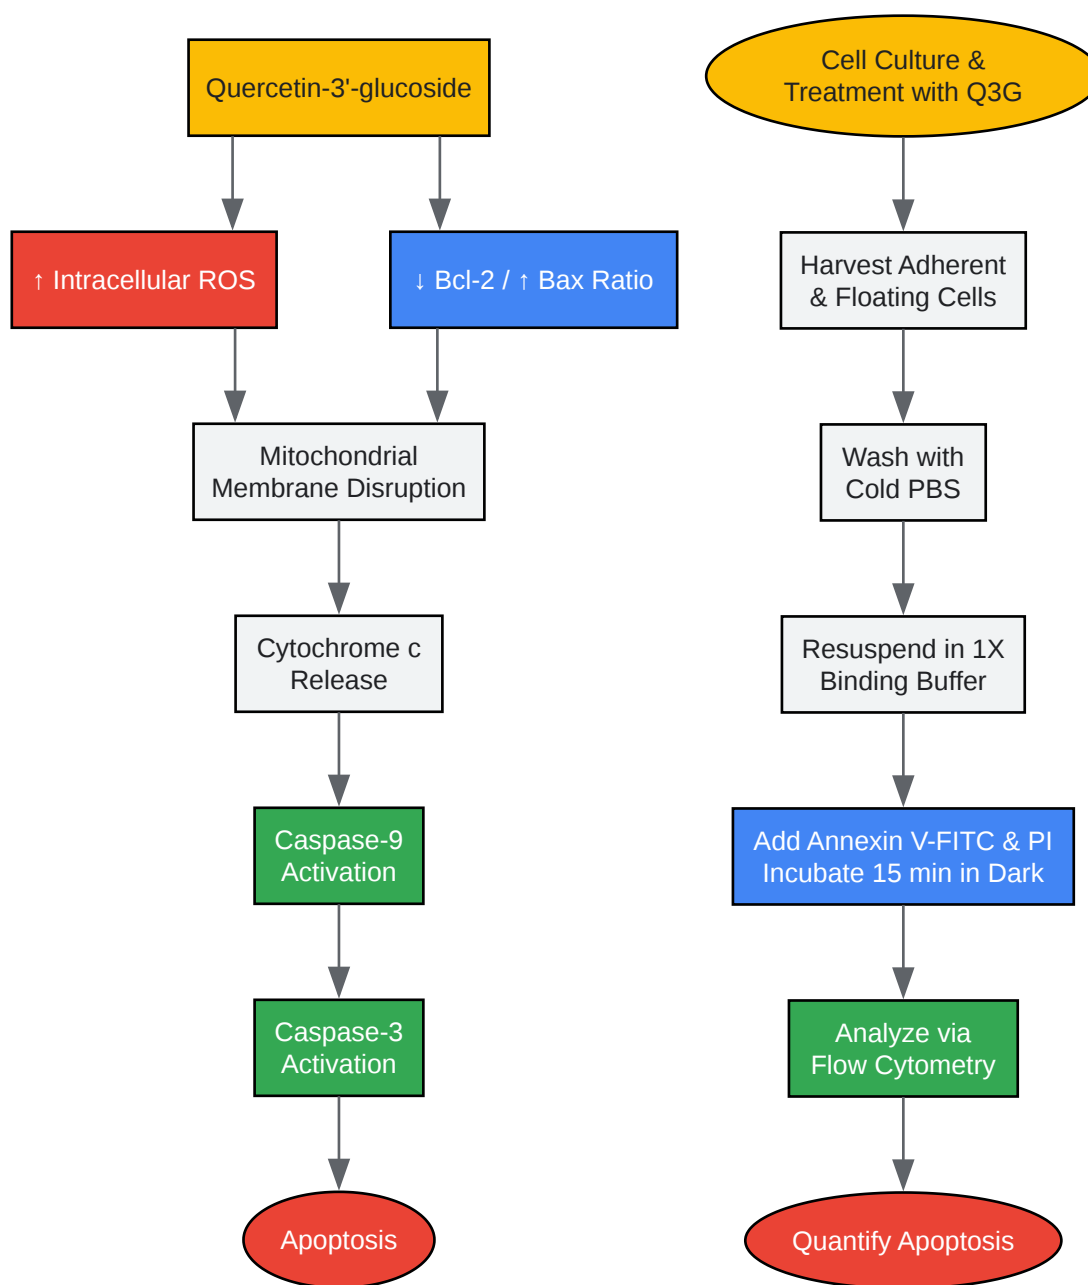 Quercetin-3'-glucoside
↑ Intracellular ROS
↓ Bcl-2 / ↑ Bax Ratio
Mitochondrial
Membrane Disruption
Cytochrome c
Release
Caspase-9
Activation
Caspase-3
Activation
Apoptosis
Cell Culture &
Treatment with Q3G
Harvest Adherent
& Floating Cells
Wash with
Cold PBS
Resuspend in 1X
Binding Buffer
Add Annexin V-FITC & PI
Incubate 15 min in Dark
Analyze via
Flow Cytometry
Quantify Apoptosis